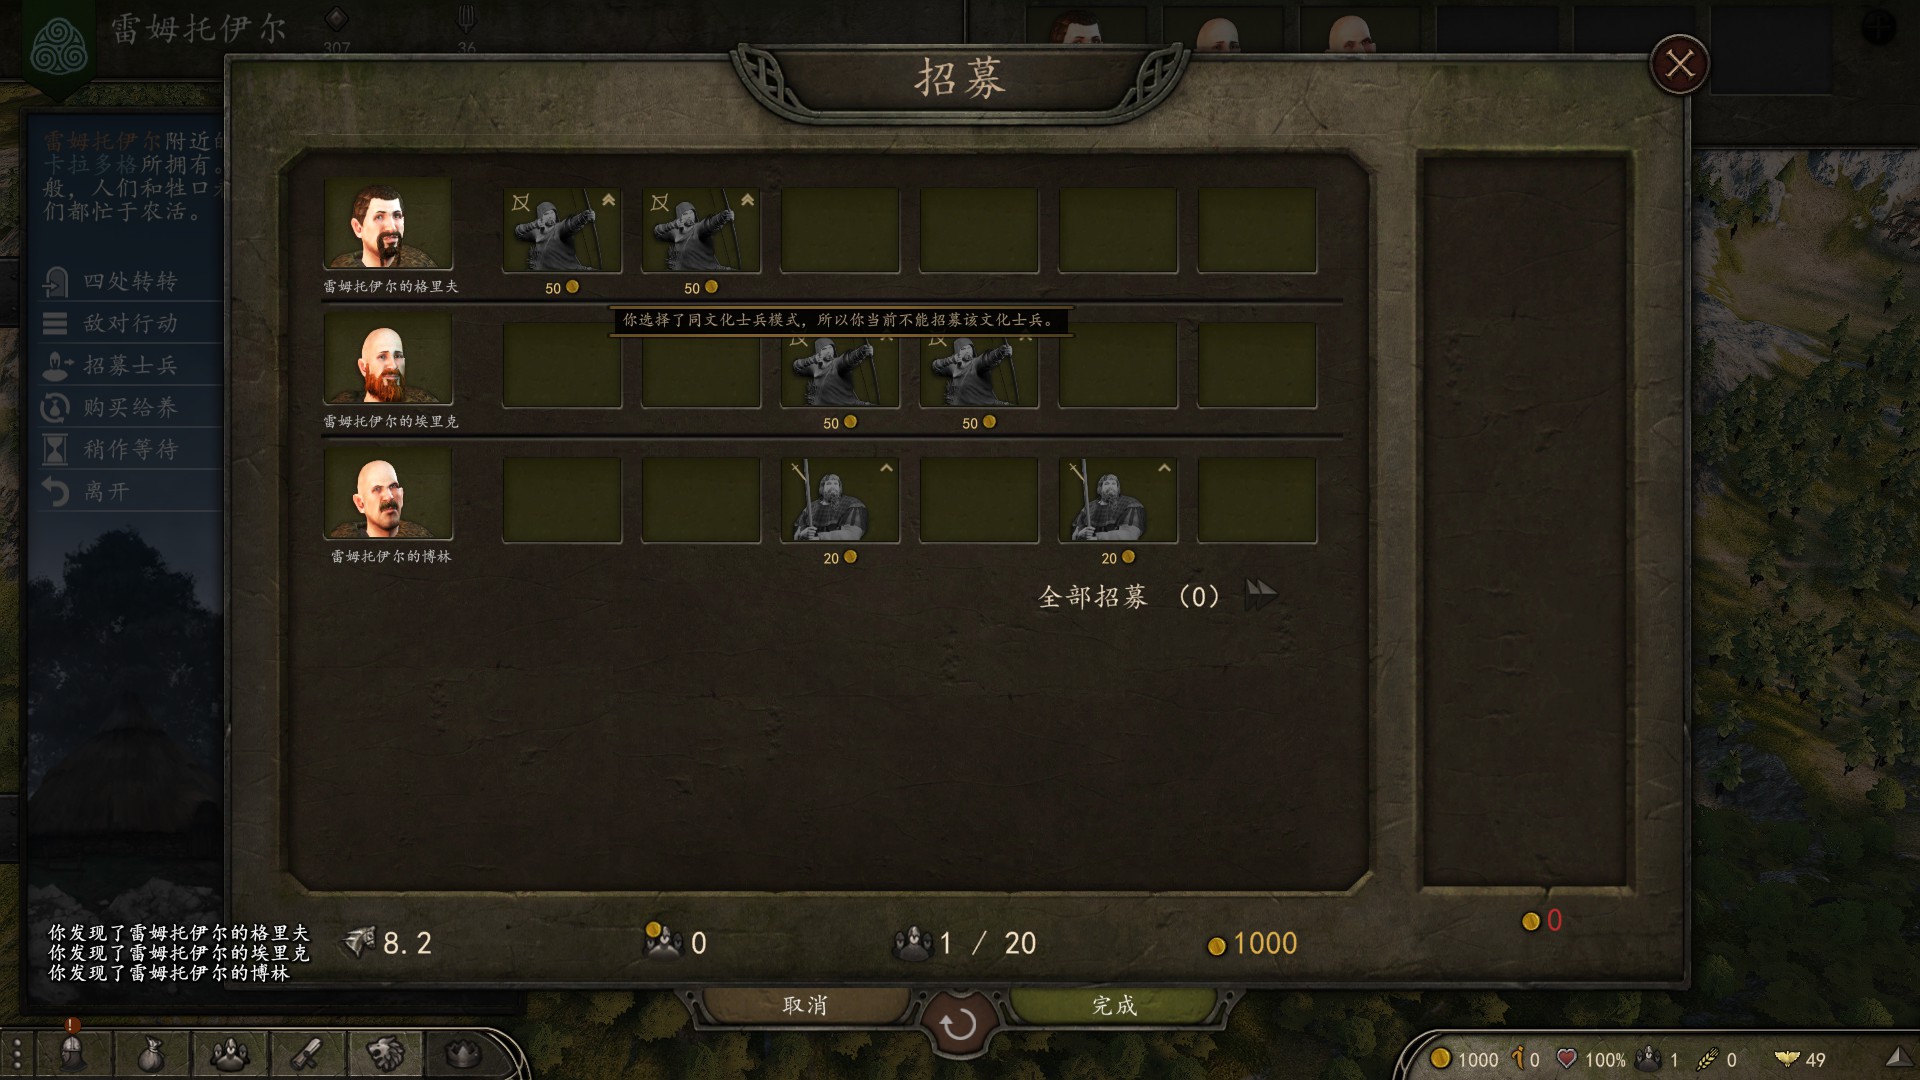 雷姆托伊尔
307
36
招募
雷姆托伊尔附近的
卡拉多格所拥有。
般，人们和牲口
们都忙于农活。
四处转转
敌对行动
招募士兵
购买给养
稍作等待
离开
雷姆托伊尔的格里夫
50
50
你选择了同文化士兵模式，所以你当前不能招募该文化士兵。
雷姆托伊尔的埃里克
50
50
雷姆托伊尔的博林
20
20
全部招募 （0）
你发现了雷姆托伊尔的格里夫
你发现了雷姆托伊尔的埃里克
你发现了雷姆托伊尔的博林
8.2
0
1 / 20
1000
0
取消
完成
1000 0 100% 1 0 49